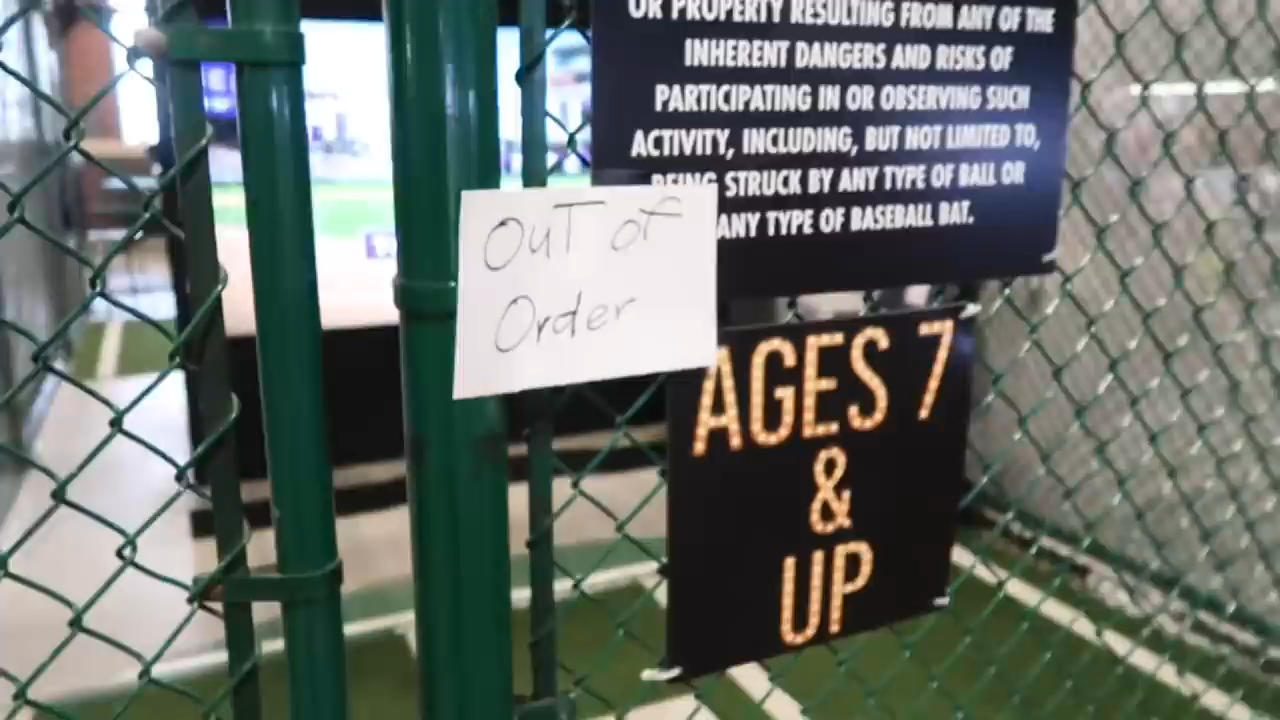 OR PROPERTY RESULTING FROM ANY OF THE
INHERENT DANGERS AND RISKS OF
PARTICIPATING IN OR OBSERVING SUCH
ACTIVITY, INCLUDING, BUT NOT LIMITED TO,
BEING STRUCK BY ANY TYPE OF BALL OR
ANY TYPE OF BASEBALL BAT.
OuT of
Order
AGES 7
&
UP